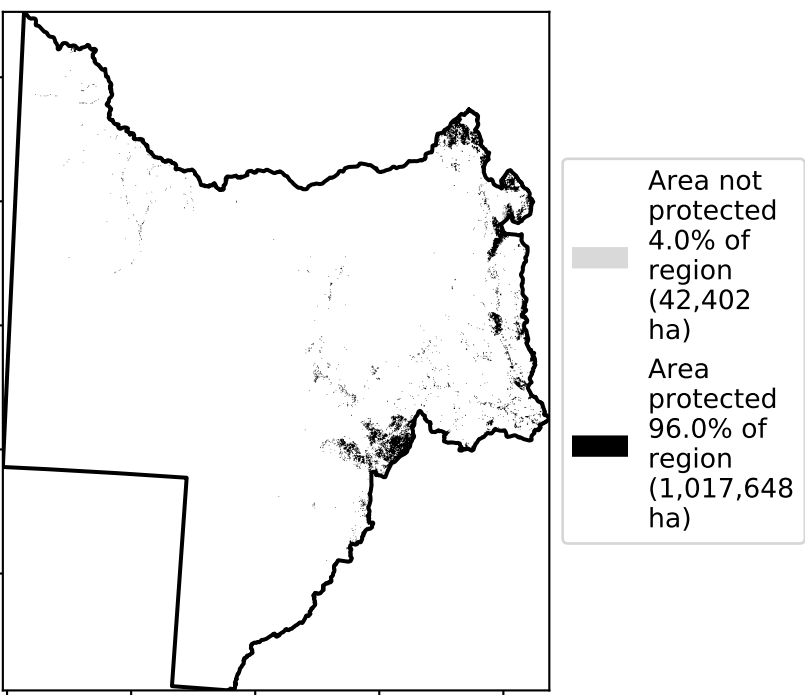 Area not
protected
4.0% of
region
(42,402
ha)
Area
protected
96.0% of
region
(1,017,648
ha)